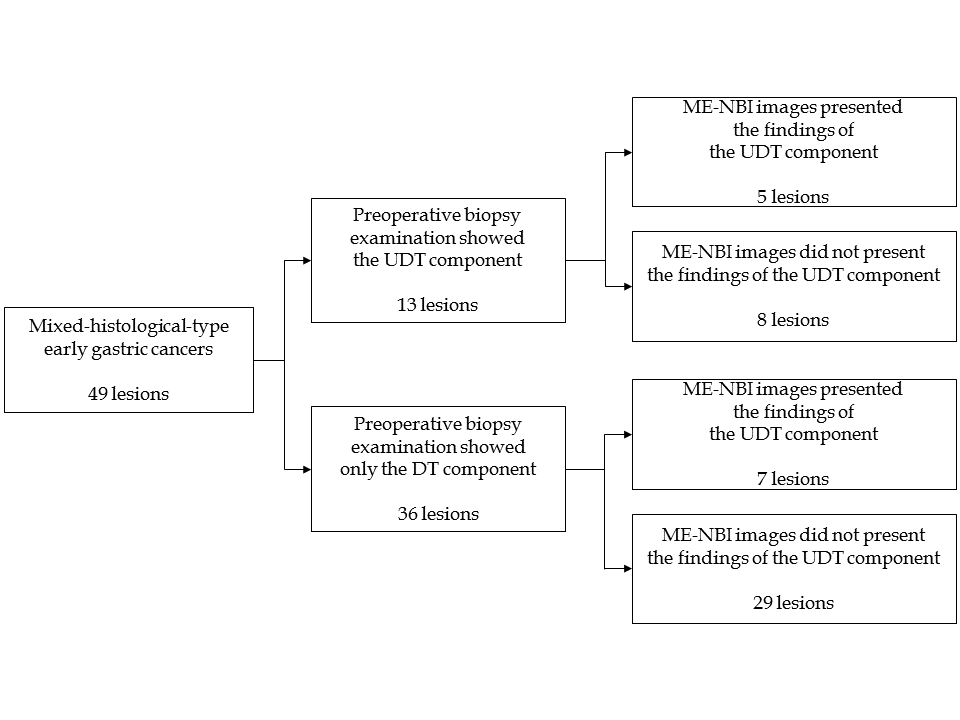 Mixed-histological-type
early gastric cancers
49 lesions
Preoperative biopsy
examination showed
the UDT component
13 lesions
Preoperative biopsy
examination showed
only the DT component
36 lesions
ME-NBI images presented
the findings of
the UDT component
5 lesions
ME-NBI images did not present
the findings of the UDT component
8 lesions
ME-NBI images presented
the findings of
the UDT component
7 lesions
ME-NBI images did not present
the findings of the UDT component
29 lesions